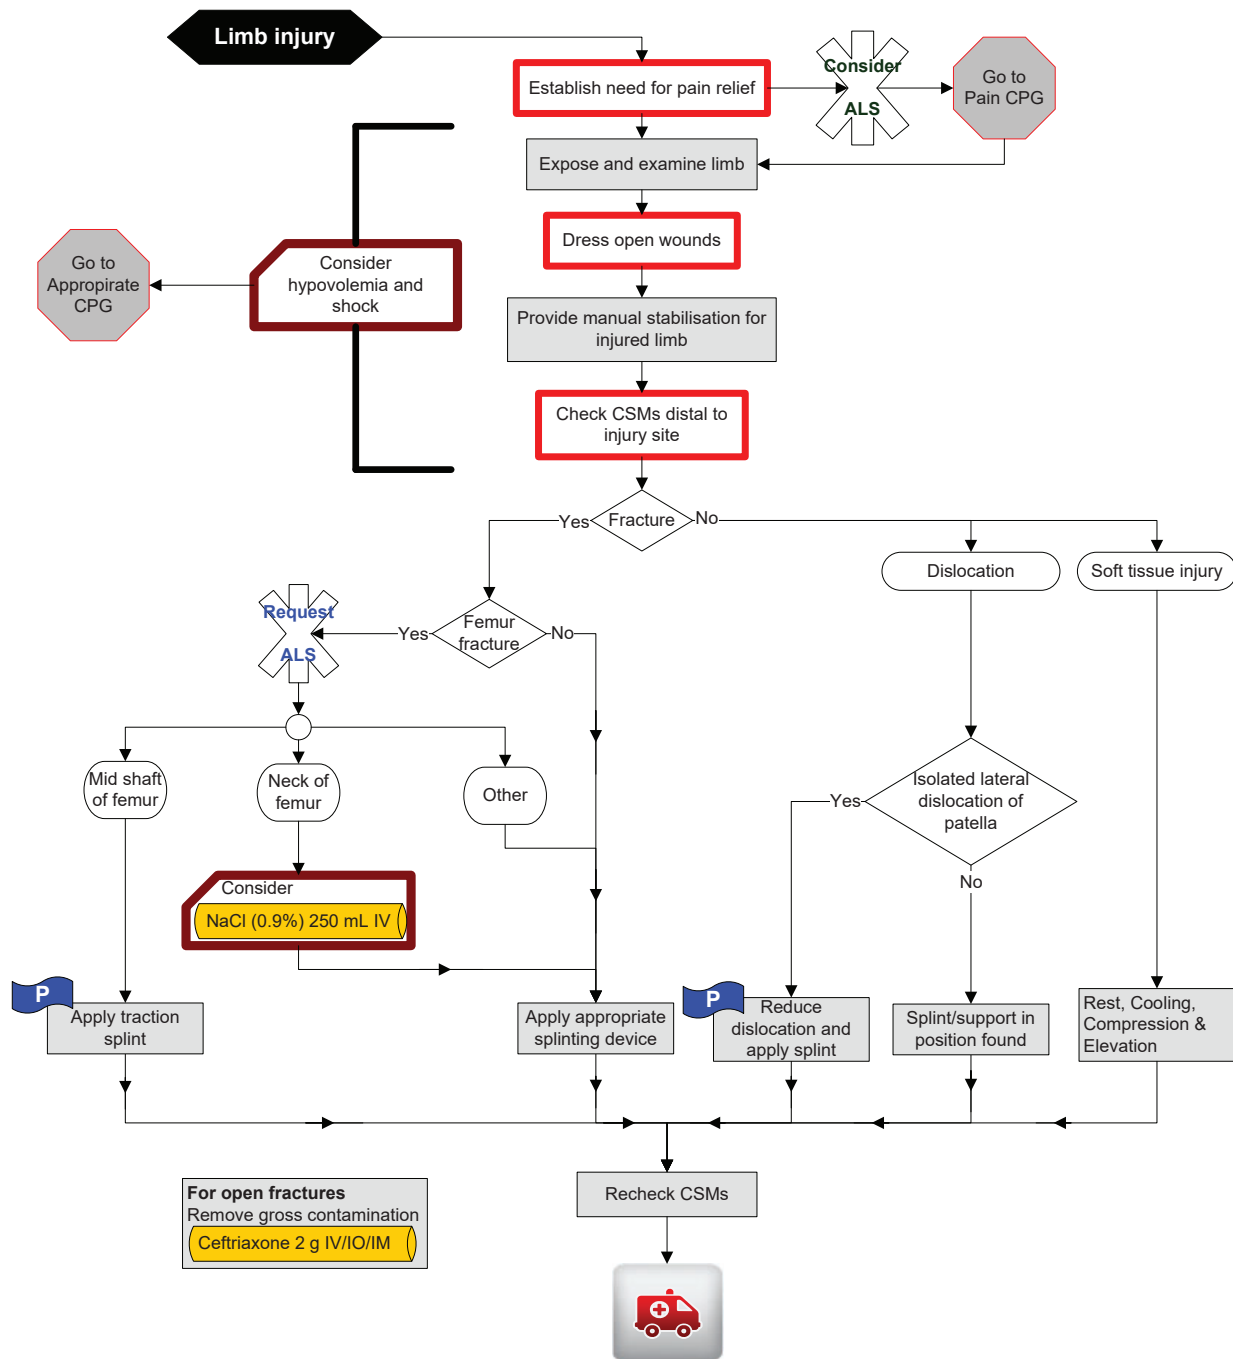 Limb injury
Establish need for pain relief
Consider
ALS
Go to
Pain CPG
Expose and examine limb
Dress open wounds
Go to
Appropirate
CPG
Consider
hypovolemia and
shock
Provide manual stabilisation for
injured limb
Check CSMs distal to
injury site
Yes
Fracture
No
Dislocation
Soft tissue injury
Request
ALS
Yes
Femur
fracture
No
Mid shaft
of femur
Neck of
femur
Other
Isolated lateral
dislocation of
patella
Yes
No
Consider
NaCl (0.9%) 250 mL IV
P
Apply traction
splint
Apply appropriate
splinting device
P
Reduce
dislocation and
apply splint
Splint/support in
position found
Rest, Cooling,
Compression &
Elevation
Recheck CSMs
For open fractures
Remove gross contamination
Ceftriaxone 2 g IV/IO/IM